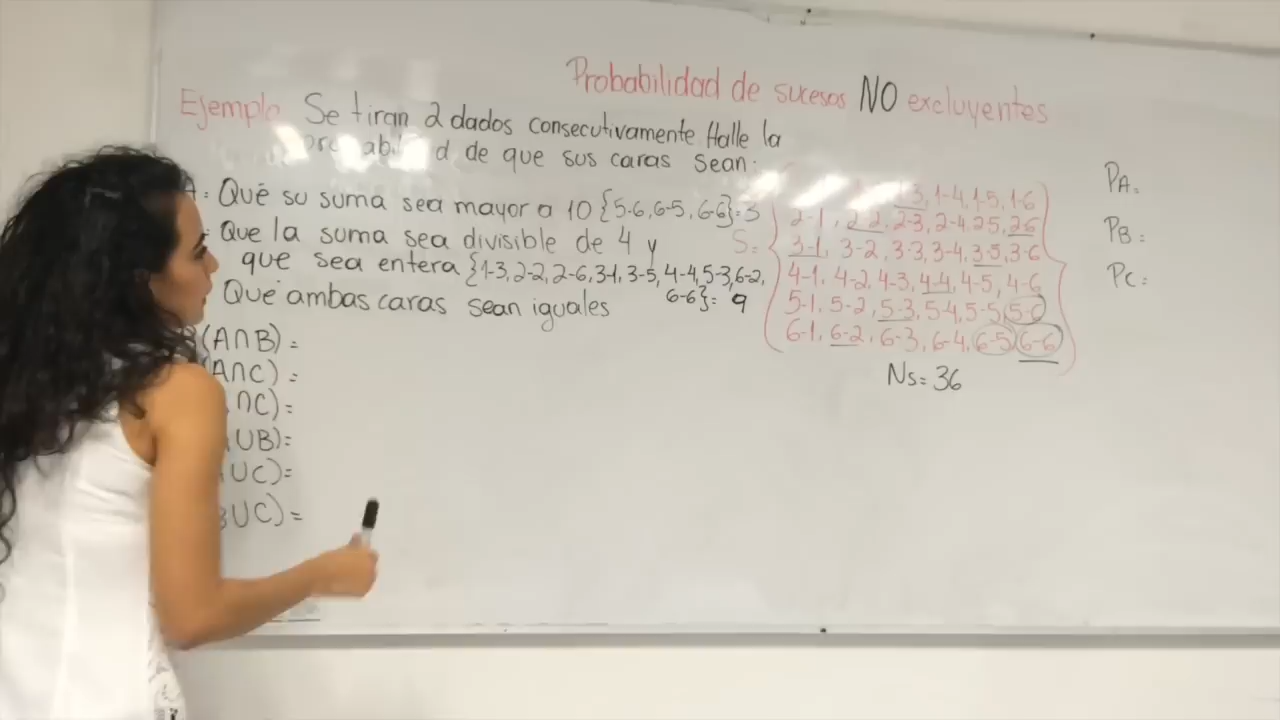 Probabilidad de sucesos NO excluyentes
Ejemplo Se tiran 2 dados consecutivamente Halle la
probabilidad de que sus caras sean:
A: Qué su suma sea mayor a 10 {5-6, 6-5, 6-6} = 3
Que la suma sea divisible de 4 y
que sea entera {1-3, 2-2, 2-6, 3-1, 3-5, 4-4, 5-3, 6-2,
6-6} = 9
Que ambas caras sean iguales
(A∩B) =
(A∩C) =
∩C) =
UB) =
UC) =
BUC) =
S =
1-3, 1-4, 1-5, 1-6
2-1, 2-2, 2-3, 2-4, 2-5, 2-6
3-1, 3-2, 3-3, 3-4, 3-5, 3-6
4-1, 4-2, 4-3, 4-4, 4-5, 4-6
5-1, 5-2, 5-3, 5-4, 5-5, 5-6
6-1, 6-2, 6-3, 6-4, 6-5, 6-6
Ns = 36
PA =
PB =
PC =